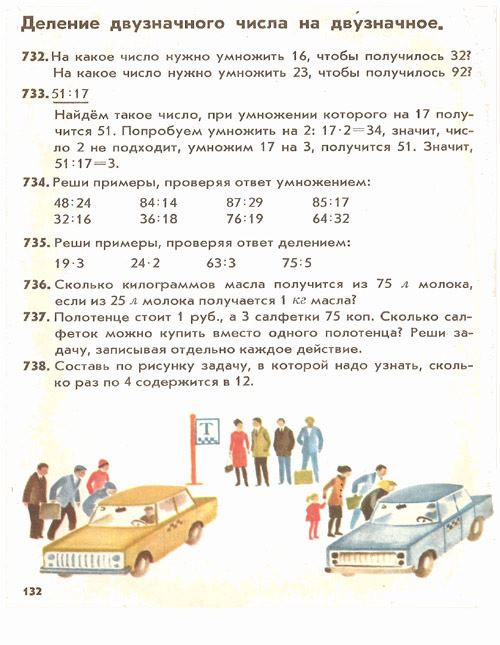 Деление двузначного числа на двузначное.
732. На какое число нужно умножить 16, чтобы получилось 32?
На какое число нужно умножить 23, чтобы получилось 92?
733. 51:17
Найдём такое число, при умножении которого на 17 полу-
чится 51. Попробуем умножить на 2: 17·2=34, значит, чис-
ло 2 не подходит, умножим 17 на 3, получится 51. Значит,
51:17=3.
734. Реши примеры, проверяя ответ умножением:
48:24 84:14 87:29 85:17
32:16 36:18 76:19 64:32
735. Реши примеры, проверяя ответ делением:
19·3 24·2 63:3 75:5
736. Сколько килограммов масла получится из 75 л молока,
если из 25 л молока получается 1 кг масла?
737. Полотенце стоит 1 руб., а 3 салфетки 75 коп. Сколько сал-
феток можно купить вместо одного полотенца? Реши за-
дачу, записывая отдельно каждое действие.
738. Составь по рисунку задачу, в которой надо узнать, сколь-
ко раз по 4 содержится в 12.
Т
132